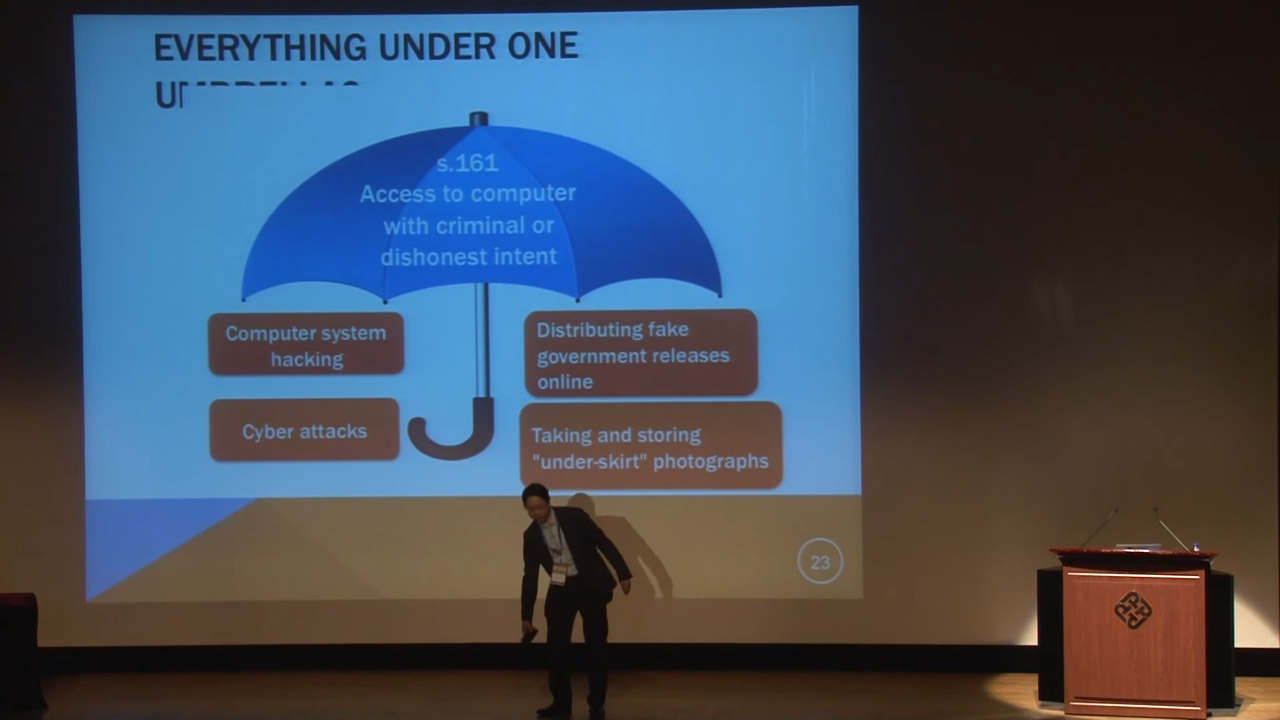 EVERYTHING UNDER ONE
s.161
Access to computer
with criminal or
dishonest intent
Computer system
hacking
Distributing fake
government releases
online
Cyber attacks
Taking and storing
"under-skirt" photographs
23